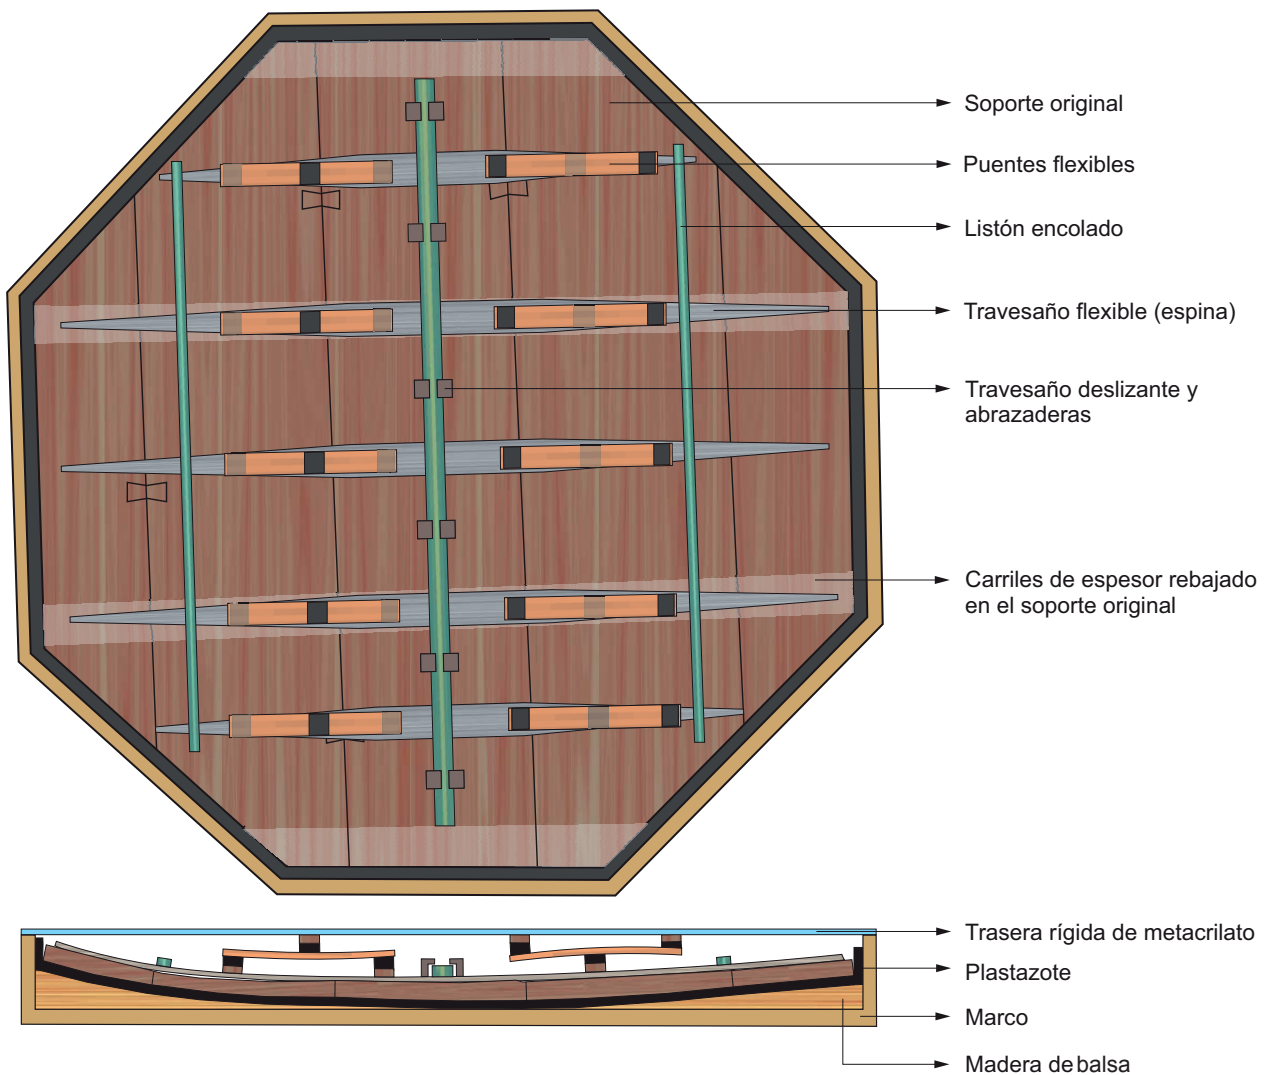 Soporte original
Puentes flexibles
Listón encolado
Travesaño flexible (espina)
Travesaño deslizante y
abrazaderas
Carriles de espesor rebajado
en el soporte original
Trasera rígida de metacrilato
Plastazote
Marco
Madera de balsa